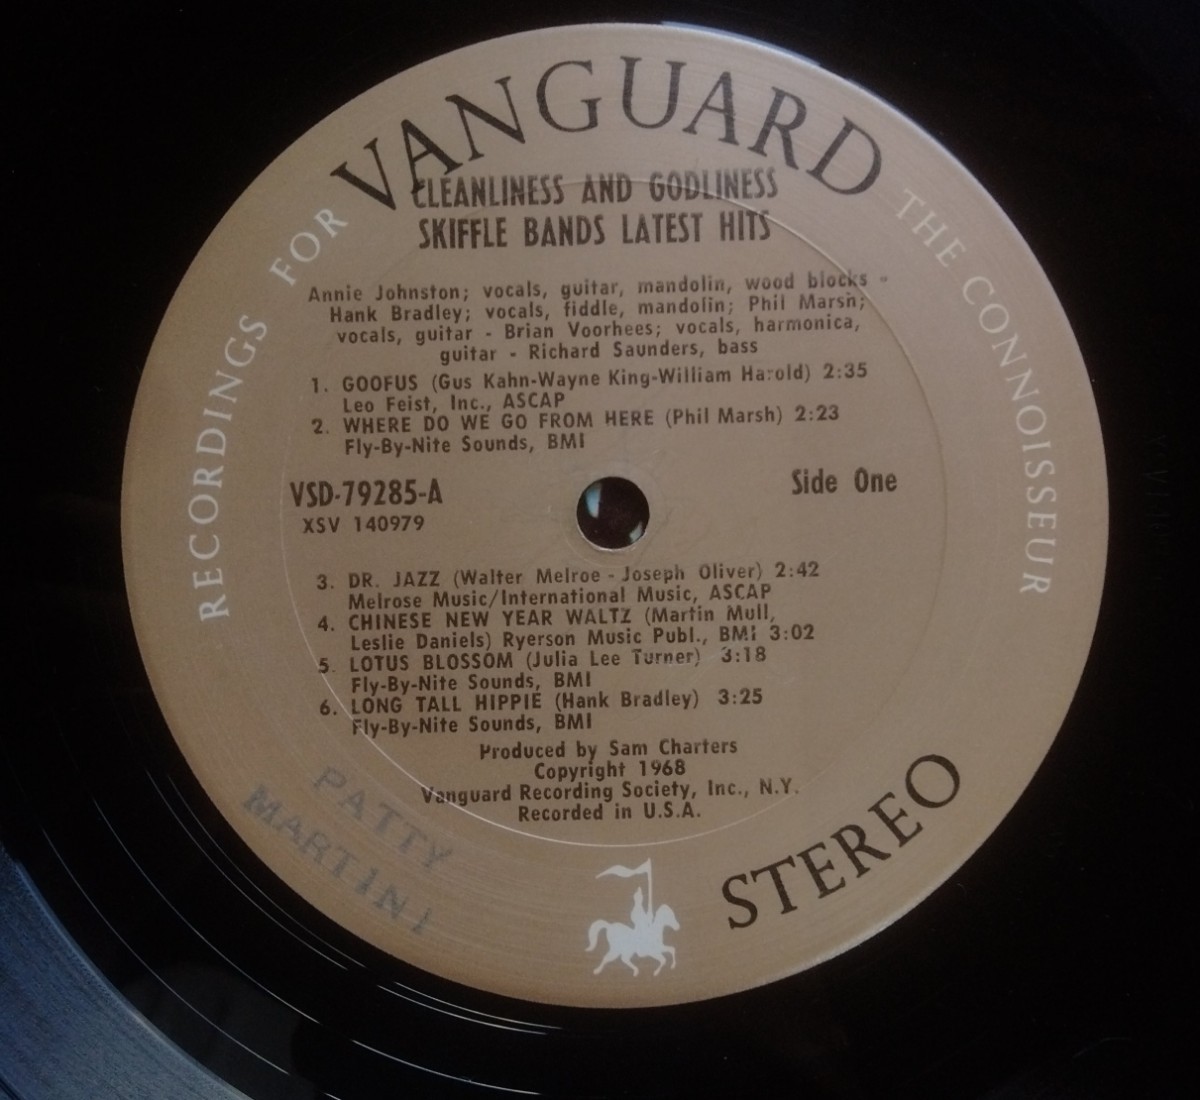 VANGUARD
RECORDINGS FOR
THE CONNOISSEUR
CLEANLINESS AND GODLINESS
SKIFFLE BANDS LATEST HITS
Annie Johnston; vocals, guitar, mandolin, wood blocks -
Hank Bradley; vocals, fiddle, mandolin; Phil Marsh;
vocals, guitar - Brian Voorhees; vocals, harmonica,
guitar - Richard Saunders, bass
1. GOOFUS (Gus Kahn-Wayne King-William Harold) 2:35
Leo Feist, Inc., ASCAP
2. WHERE DO WE GO FROM HERE (Phil Marsh) 2:23
Fly-By-Nite Sounds, BMI
VSD-79285-A
Side One
XSV 140979
3. DR. JAZZ (Walter Melroe - Joseph Oliver) 2:42
Melrose Music/International Music, ASCAP
4. CHINESE NEW YEAR WALTZ (Martin Mull,
Leslie Daniels) Ryerson Music Publ., BMI 3:02
5. LOTUS BLOSSOM (Julia Lee Turner) 3:18
Fly-By-Nite Sounds, BMI
6. LONG TALL HIPPIE (Hank Bradley) 3:25
Fly-By-Nite Sounds, BMI
Produced by Sam Charters
Copyright 1968
Vanguard Recording Society, Inc., N.Y.
Recorded in U.S.A.
PATTY
MARTINI
STEREO